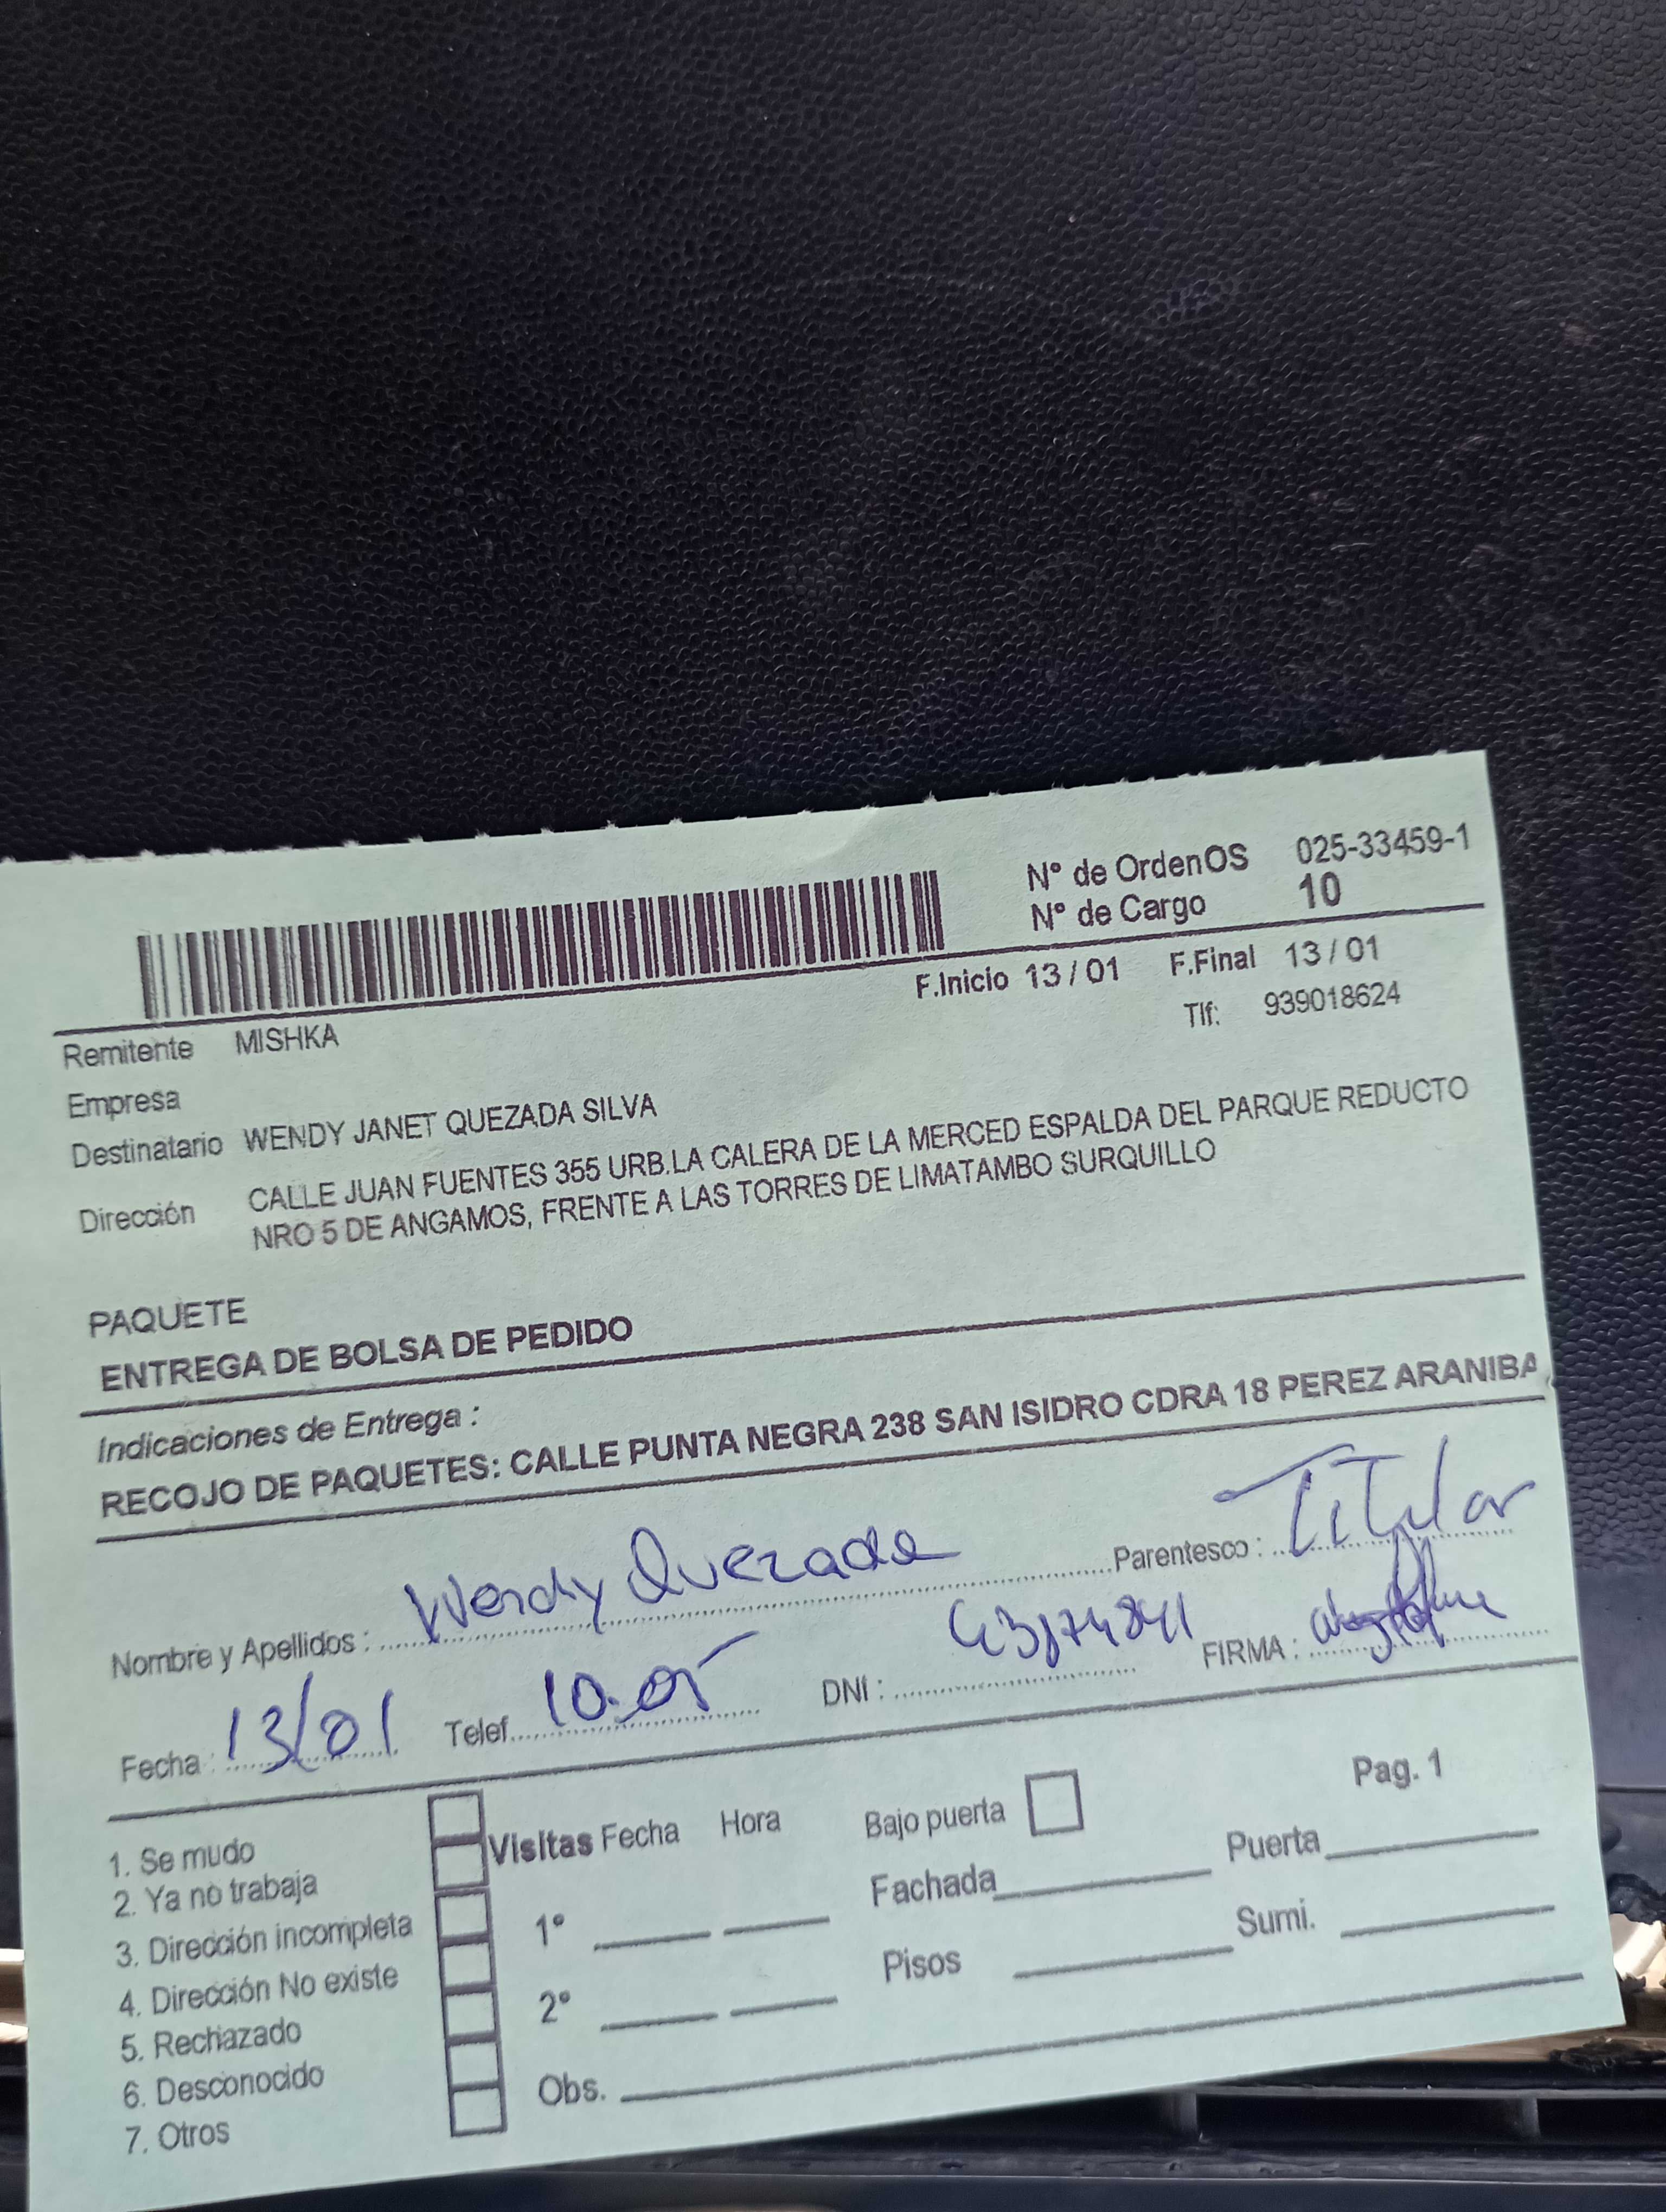 N° de OrdenOS 025-33459-1
N° de Cargo 10
F.Inicio 13 / 01 F.Final 13 / 01
Remitente MISHKA Tlf: 939018624
Empresa
Destinatario WENDY JANET QUEZADA SILVA
Dirección CALLE JUAN FUENTES 355 URB.LA CALERA DE LA MERCED ESPALDA DEL PARQUE REDUCTO
NRO 5 DE ANGAMOS, FRENTE A LAS TORRES DE LIMATAMBO SURQUILLO
PAQUETE
ENTREGA DE BOLSA DE PEDIDO
Indicaciones de Entrega :
RECOJO DE PAQUETES: CALLE PUNTA NEGRA 238 SAN ISIDRO CDRA 18 PEREZ ARANIBA
Nombre y Apellidos : Wendy Quezada Parentesco : Titular
Fecha : 13/01 Telef. 10:05 DNI : FIRMA :
1. Se mudo
2. Ya no trabaja
3. Dirección incompleta
4. Dirección No existe
5. Rechazado
6. Desconocido
7. Otros
Visitas Fecha Hora
1°
2°
Obs.
Bajo puerta Pag. 1
Fachada Puerta
Pisos Sumi.